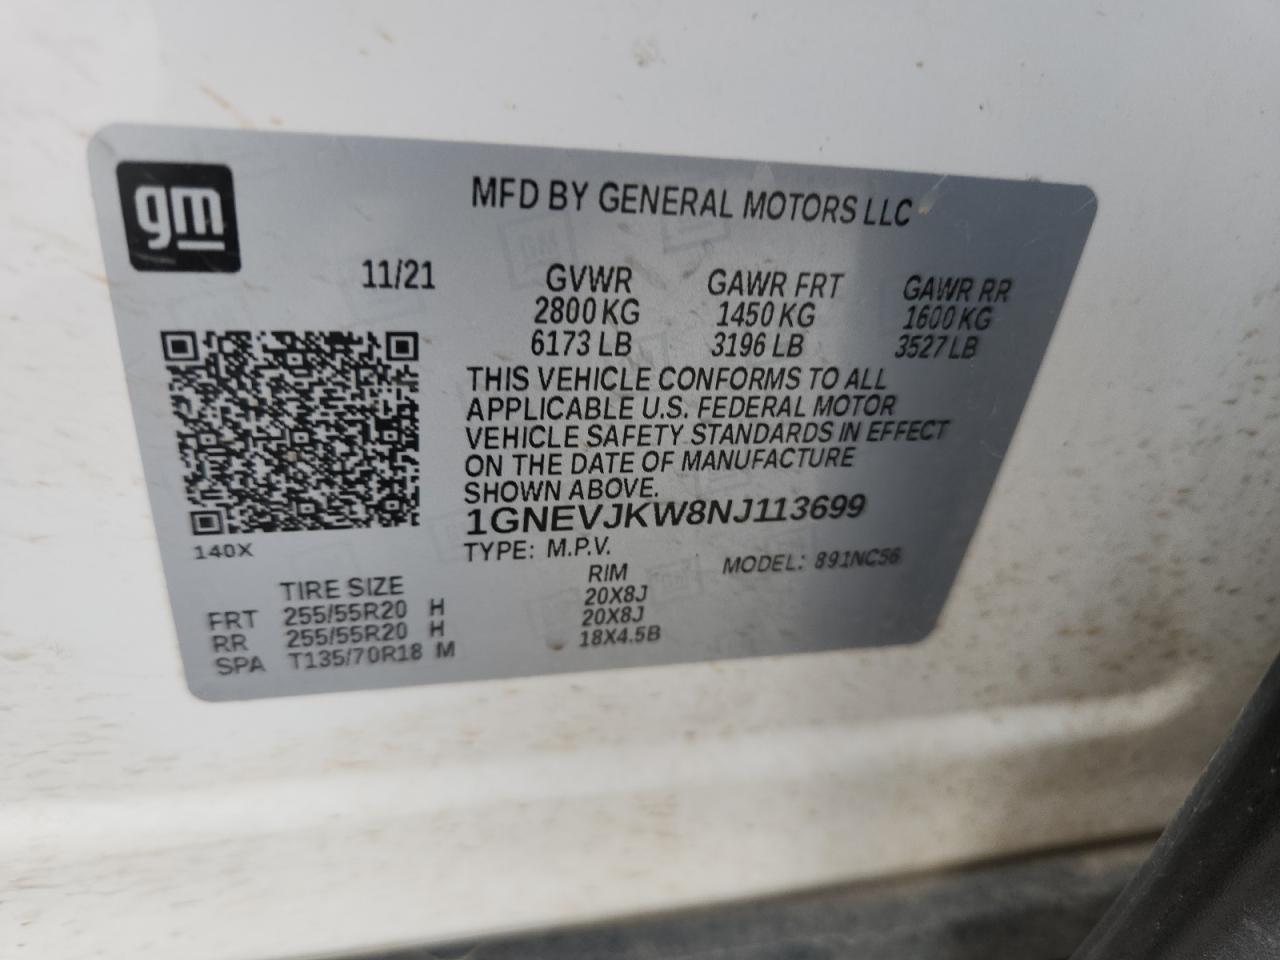 gm
MFD BY GENERAL MOTORS LLC
11/21 GVWR GAWR FRT GAWR RR
2800 KG 1450 KG 1600 KG
6173 LB 3196 LB 3527 LB
THIS VEHICLE CONFORMS TO ALL
APPLICABLE U.S. FEDERAL MOTOR
VEHICLE SAFETY STANDARDS IN EFFECT
ON THE DATE OF MANUFACTURE
SHOWN ABOVE.
1GNEVJKW8NJ113699
140X
TYPE: M.P.V. MODEL: 891NC56
TIRE SIZE RIM
FRT 255/55R20 H 20X8J
RR 255/55R20 H 20X8J
SPA T135/70R18 M 18X4.5B